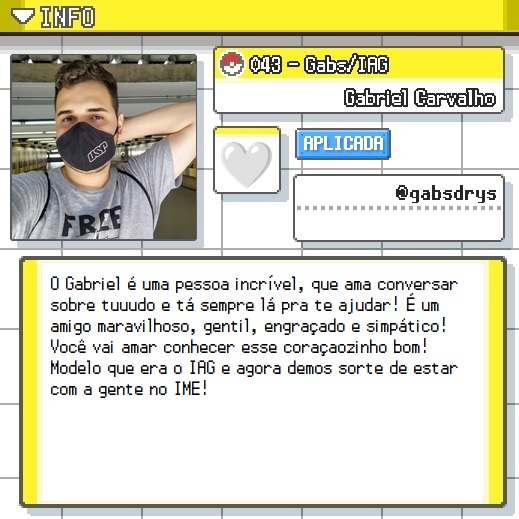 INFO
043 - Gabs/IAG
Gabriel Carvalho
APLICADA
@gabsdrys
USP
FREE
O Gabriel é uma pessoa incrível, que ama conversar
sobre tuuudo e tá sempre lá pra te ajudar! É um
amigo maravilhoso, gentil, engraçado e simpático!
Você vai amar conhecer esse coraçaozinho bom!
Modelo que era o IAG e agora demos sorte de estar
com a gente no IME!